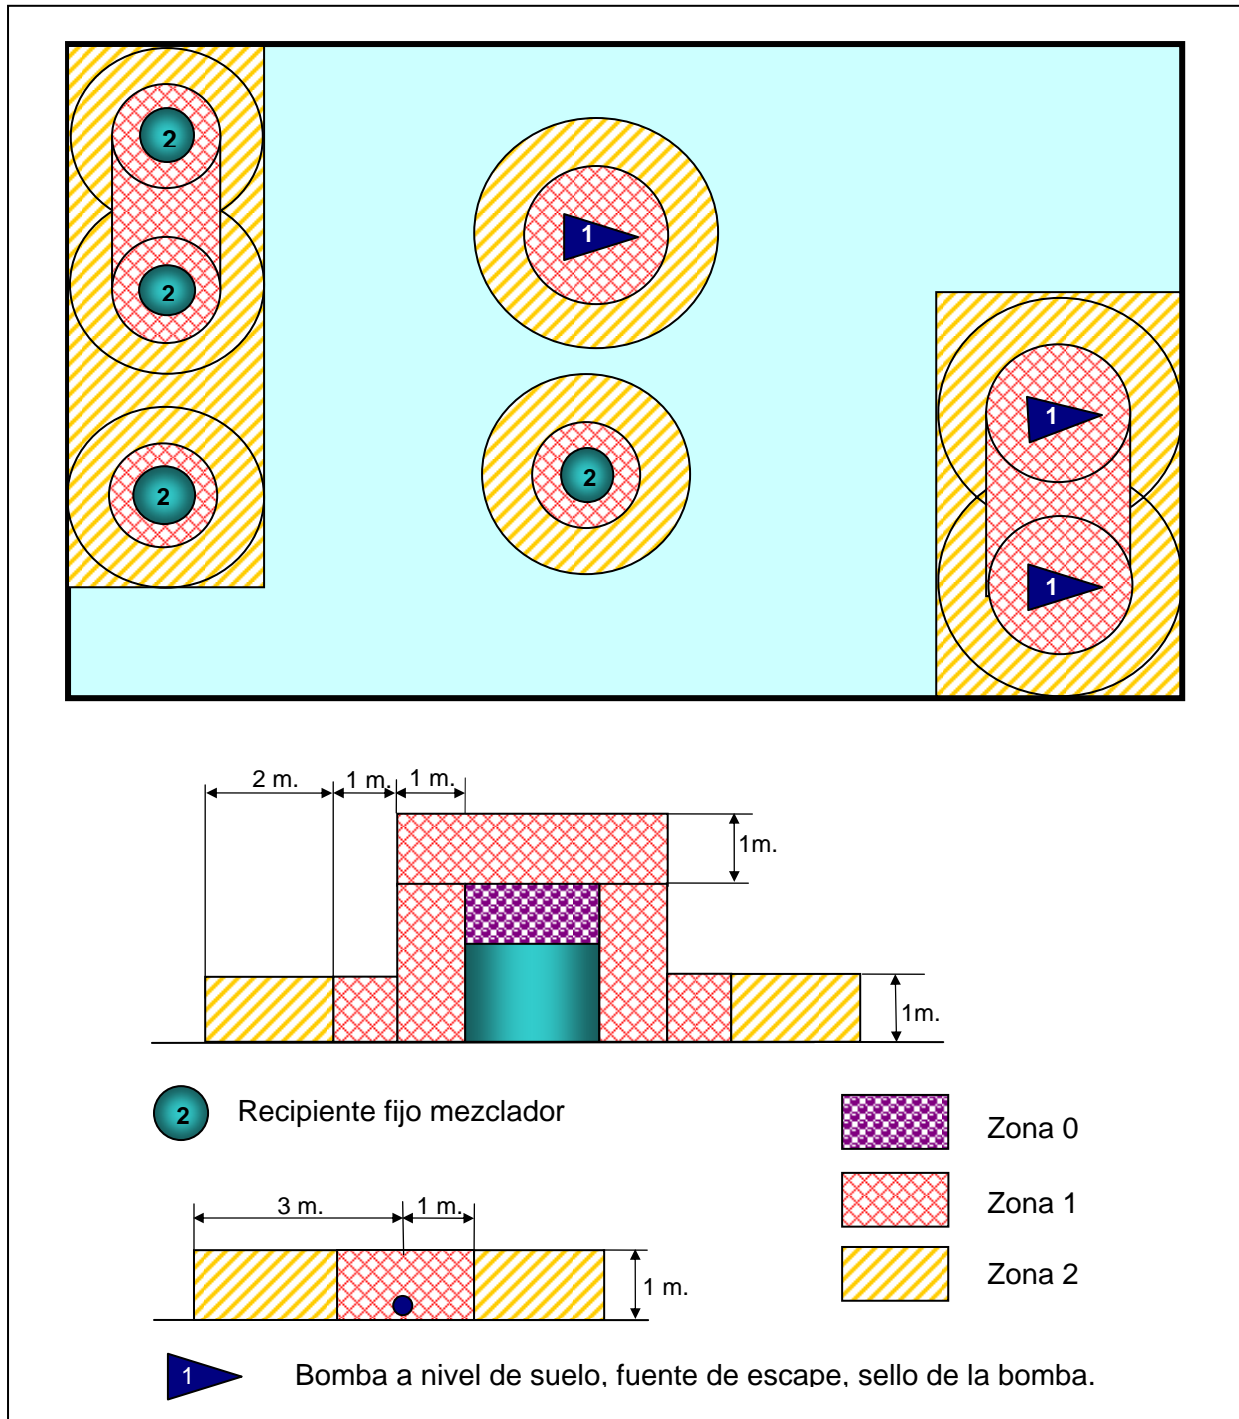 2
1
2
1
2
2
1
2 m.
1 m.
1 m.
1m.
1m.
2 Recipiente fijo mezclador
Zona 0
Zona 1
3 m.
1 m.
Zona 2
1 m.
1 Bomba a nivel de suelo, fuente de escape, sello de la bomba.